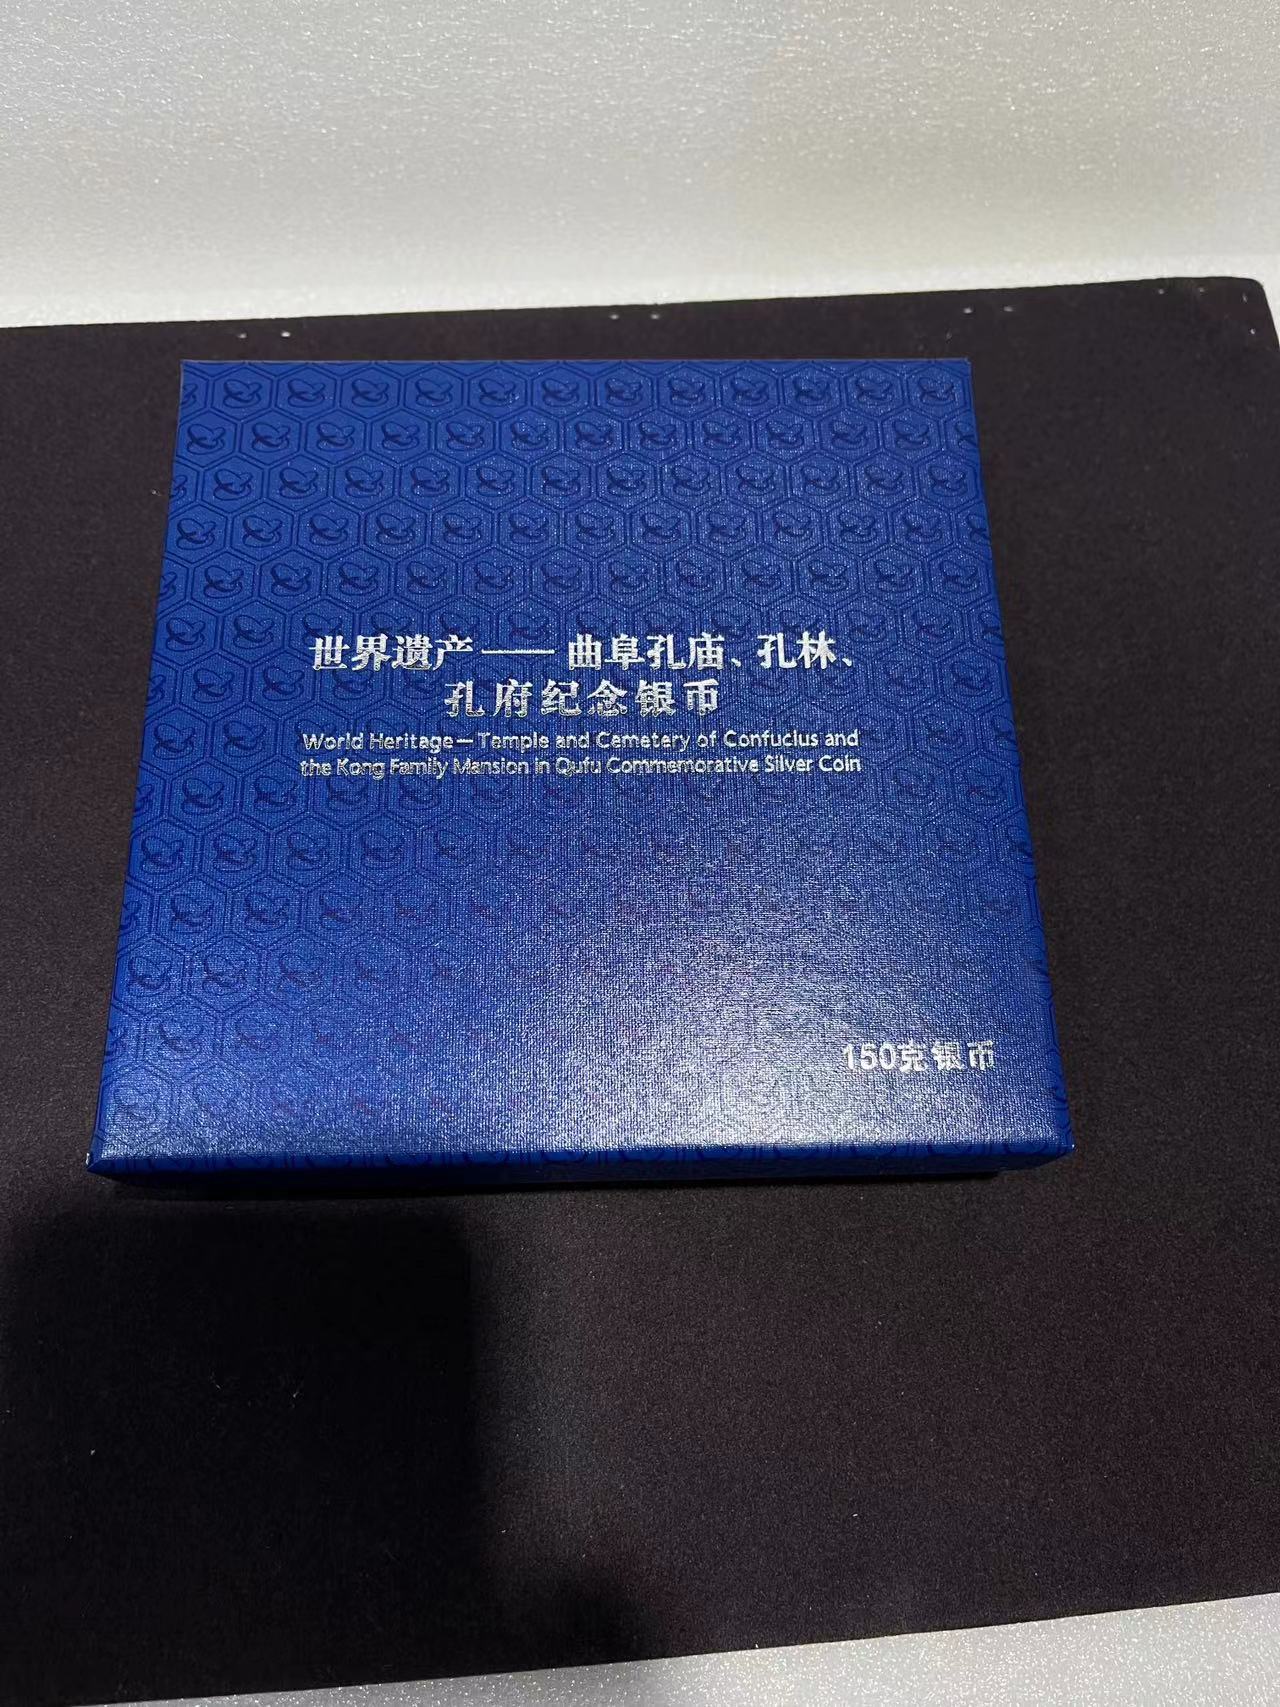 世界遗产——曲阜孔庙、孔林、
孔府纪念银币
World Heritage—Temple and Cemetery of Confucius and
the Kong Family Mansion in Qufu Commemorative Silver Coin
150克银币